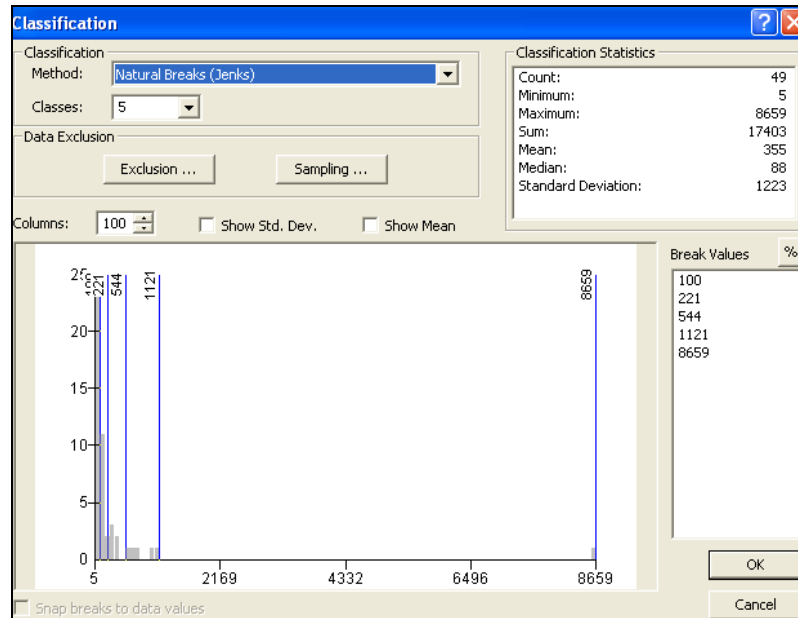 Classification
Classification
Method: Natural Breaks (Jenks)
Classes: 5
Data Exclusion
Exclusion ... Sampling ...
Classification Statistics
Count: 49
Minimum: 5
Maximum: 8659
Sum: 17403
Mean: 355
Median: 88
Standard Deviation: 1223
Columns: 100 Show Std. Dev. Show Mean
Break Values %
100
221
544
1121
8659
100 221 544 1121 8659
25
20
15
10
5
0
5 2169 4332 6496 8659
Snap breaks to data values
OK
Cancel